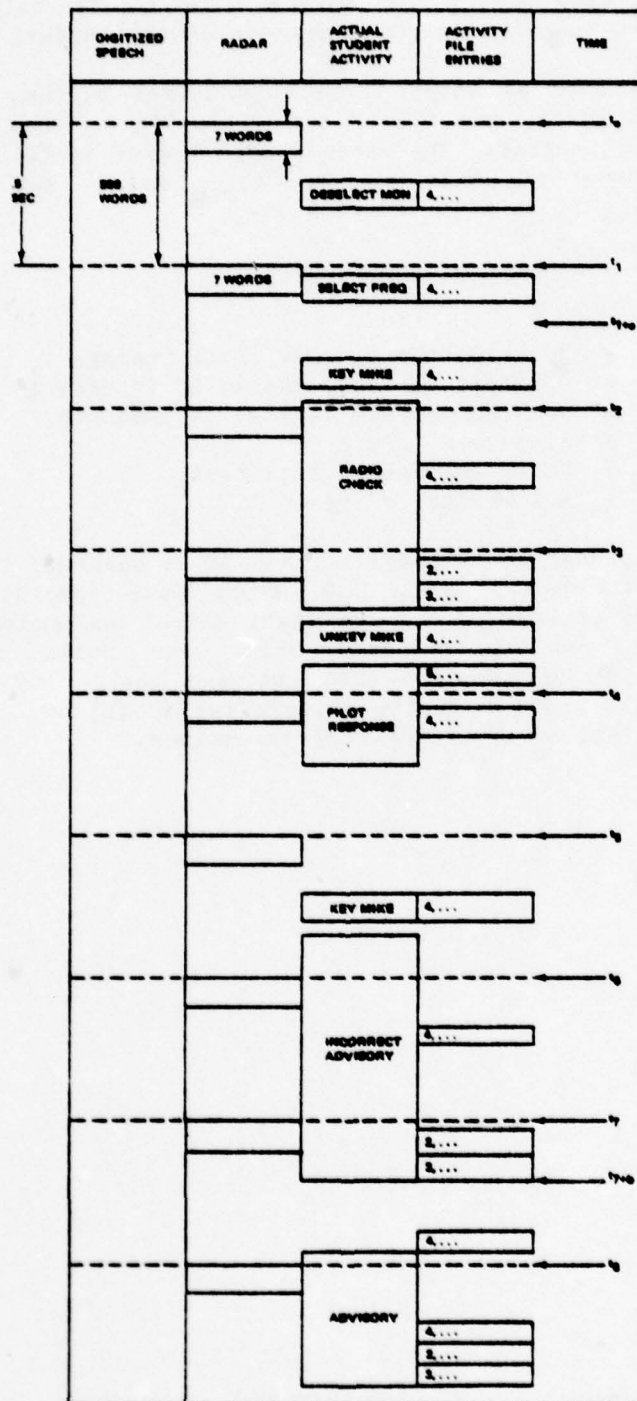 DIGITIZED SPEECH
RADAR
ACTUAL STUDENT ACTIVITY
ACTIVITY FILE ENTRIES
TIME
t₀
7 WORDS
5 SEC
WORDS
DESELECT MON
4, . . .
t₁
7 WORDS
SELECT FREQ
4, . . .
KEY MIKE
4, . . .
t₂
RADIO CHECK
4, . . .
t₃
2, . . .
3, . . .
UNKEY MIKE
4, . . .
t₄
PILOT RESPONSE
4, . . .
t₅
KEY MIKE
4, . . .
t₆
INCORRECT ADVISORY
4, . . .
t₇
2, . . .
3, . . .
t₇₊b
4, . . .
t₈
ADVISORY
4, . . .
2, . . .
3, . . .